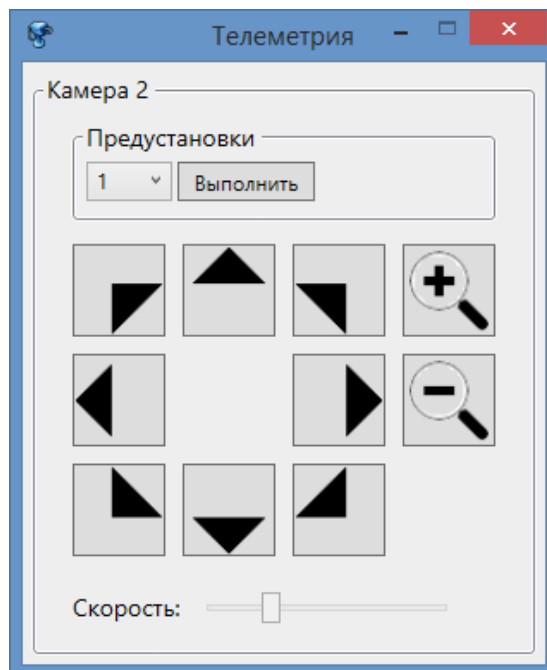 Телеметрия
Камера 2
Предустановки
1 Выполнить
Скорость: